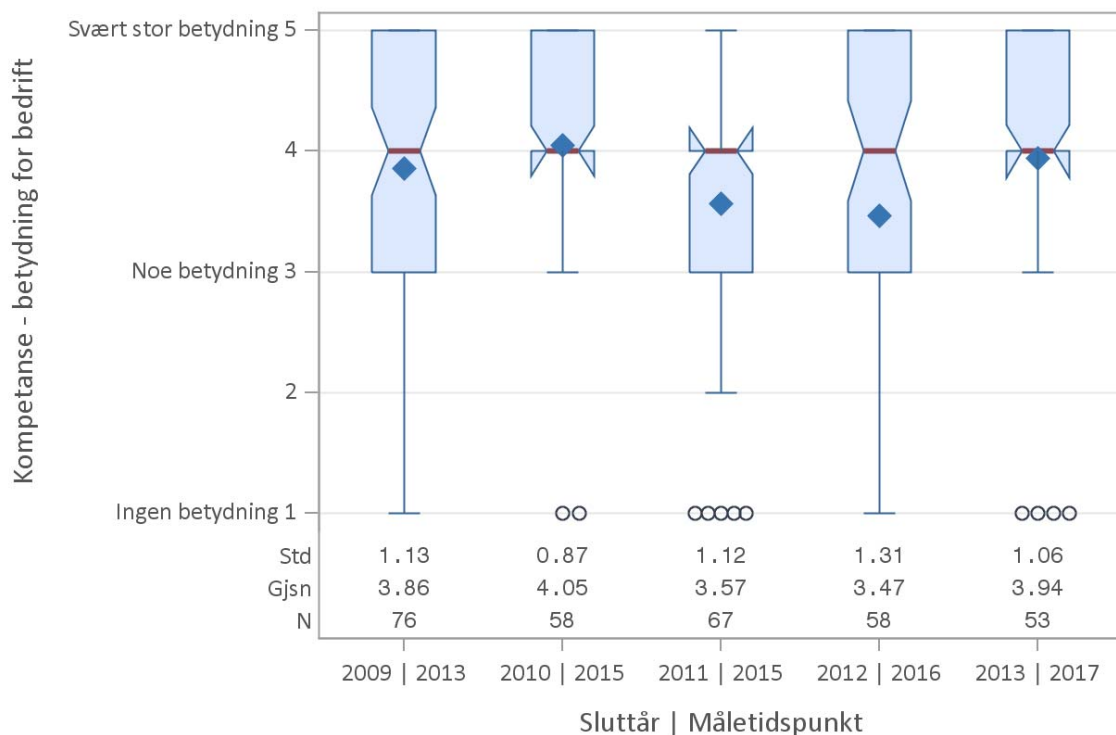 Kompetanse - betydning for bedrift
Svært stor betydning 5
4
Noe betydning 3
2
Ingen betydning 1
Std 1.13 0.87 1.12 1.31 1.06
Gjsn 3.86 4.05 3.57 3.47 3.94
N 76 58 67 58 53
2009 | 2013 2010 | 2015 2011 | 2015 2012 | 2016 2013 | 2017
Sluttår | Måletidspunkt